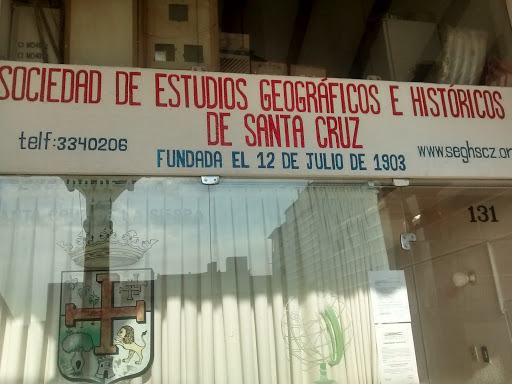 SOCIEDAD DE ESTUDIOS GEOGRÁFICOS E HISTÓRICOS
DE SANTA CRUZ
telf:3340206
www.seghscz.or
FUNDADA EL 12 DE JULIO DE 1903
131